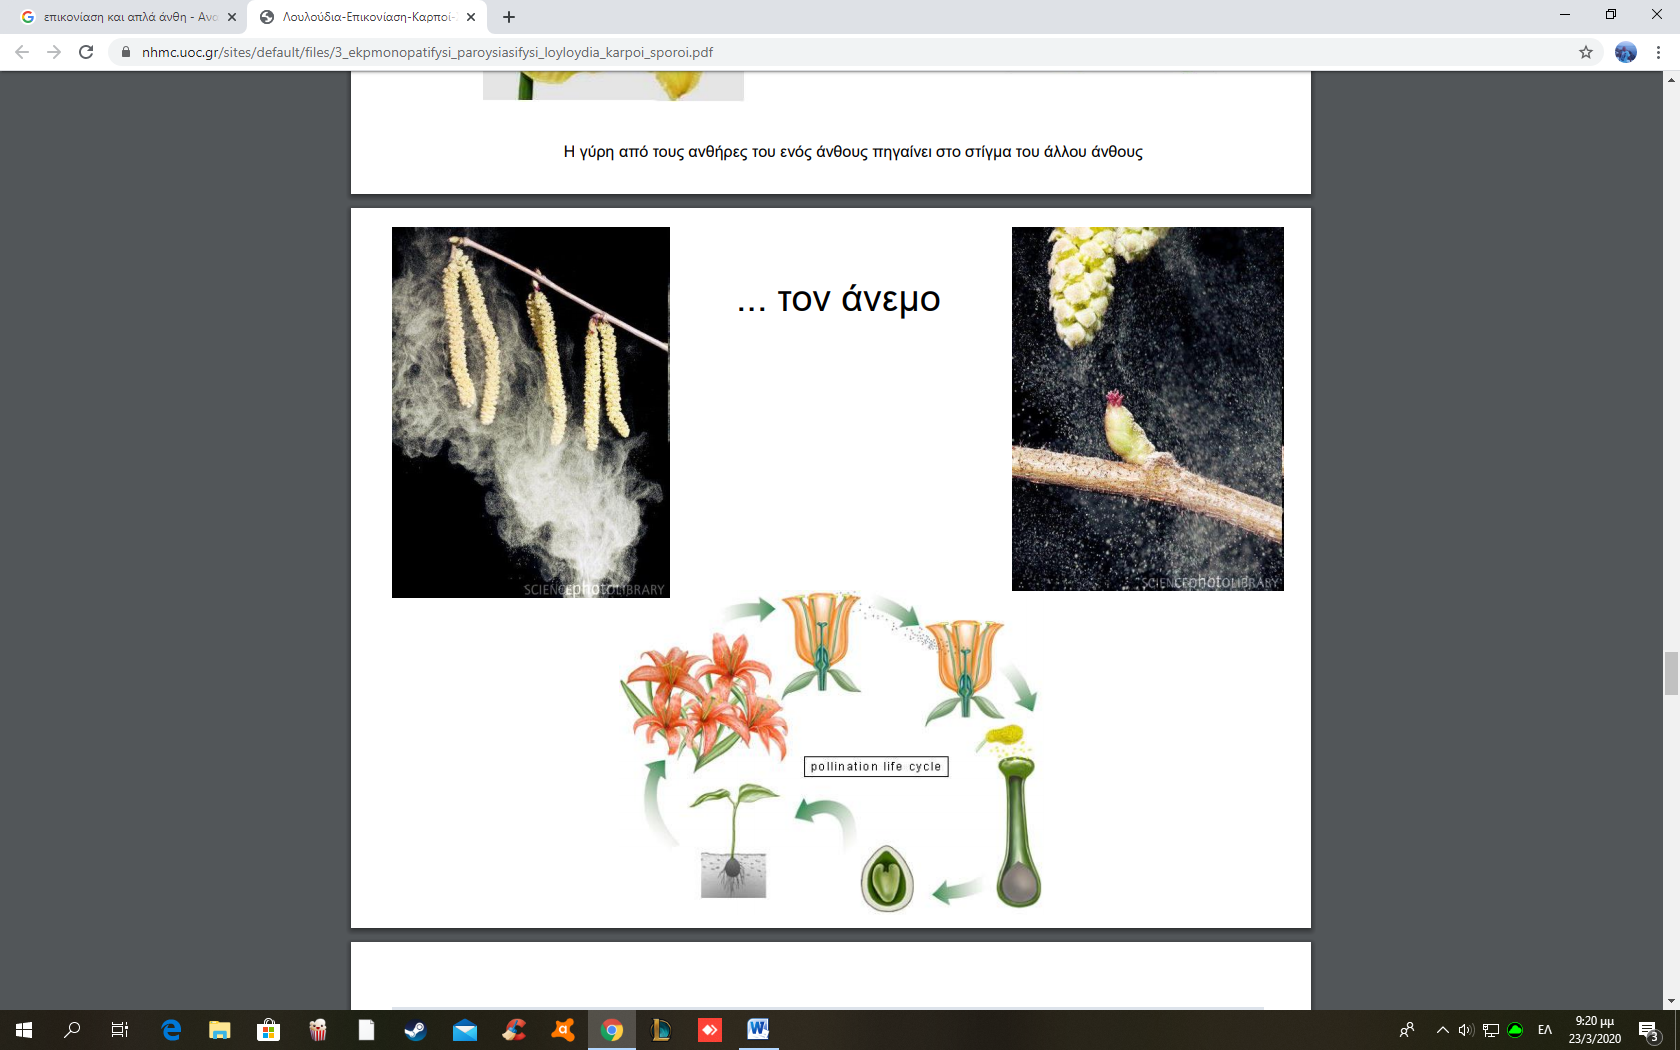 επικονίαση και απλά άνθη - Ανα
Λουλούδια-Επικονίαση-Καρποί-
nhmc.uoc.gr/sites/default/files/3_ekpmonopatifysi_paroysiasifysi_loyloydia_karpoi_sporoi.pdf
Η γύρη από τους ανθήρες του ενός άνθους πηγαίνει στο στίγμα του άλλου άνθους
... τον άνεμο
SCIENCEphotoLIBRARY
SCIENCEphotoLIBRARY
pollination life cycle
ΕΛ
9:20 μμ
23/3/2020
3